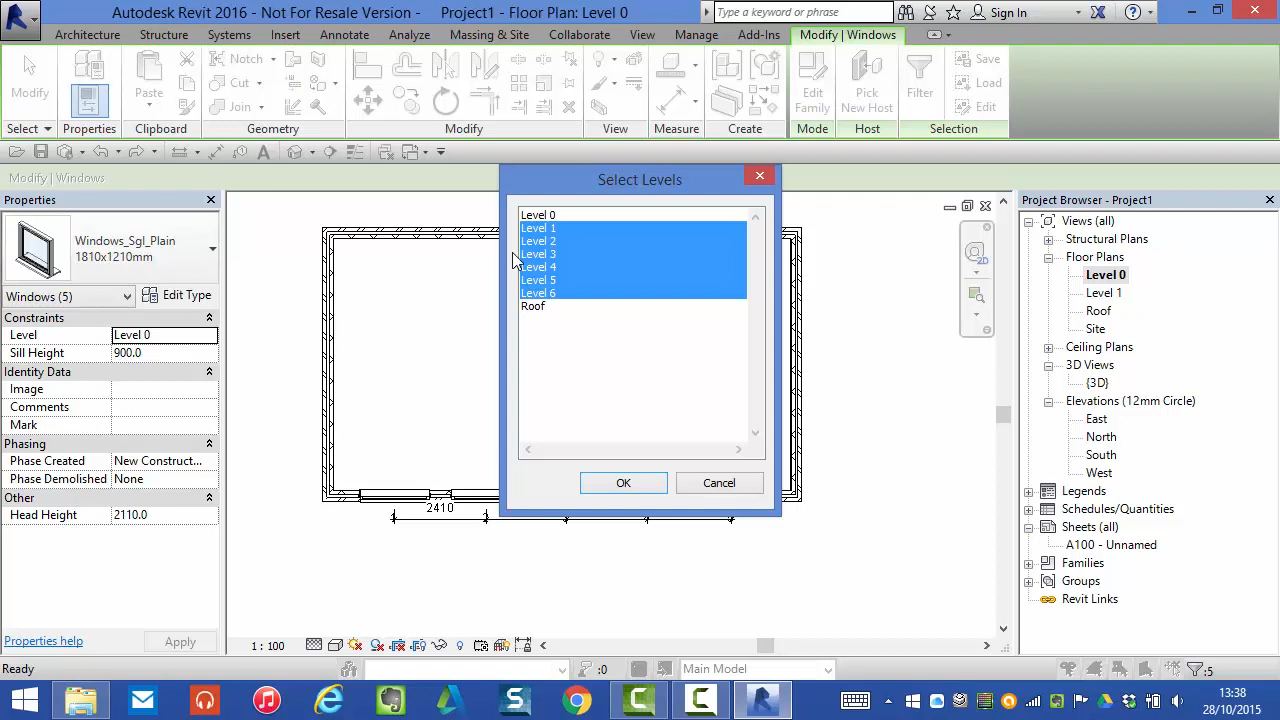 Autodesk Revit 2016 - Not For Resale Version - Project1 - Floor Plan: Level 0
Type a keyword or phrase
Sign In
Architecture Structure Systems Insert Annotate Analyze Massing & Site Collaborate View Manage Add-Ins Modify | Windows
Modify
Properties
Paste
Notch
Cut
Join
Edit Family
Pick New Host
Filter
Save
Load
Edit
Select Properties Clipboard Geometry Modify View Measure Create Mode Host Selection
Modify | Windows
Properties
Windows_Sgl_Plain
1810x1210mm
Windows (5)
Edit Type
Constraints
Level Level 0
Sill Height 900.0
Identity Data
Image
Comments
Mark
Phasing
Phase Created New Construct...
Phase Demolished None
Other
Head Height 2110.0
Properties help
Apply
Select Levels
Level 0
Level 1
Level 2
Level 3
Level 4
Level 5
Level 6
Roof
OK
Cancel
2410
1 : 100
Project Browser - Project1
Views (all)
Structural Plans
Floor Plans
Level 0
Level 1
Roof
Site
Ceiling Plans
3D Views
{3D}
Elevations (12mm Circle)
East
North
South
West
Legends
Schedules/Quantities
Sheets (all)
A100 - Unnamed
Families
Groups
Revit Links
2D
Ready
:0
Main Model
:5
13:38
28/10/2015